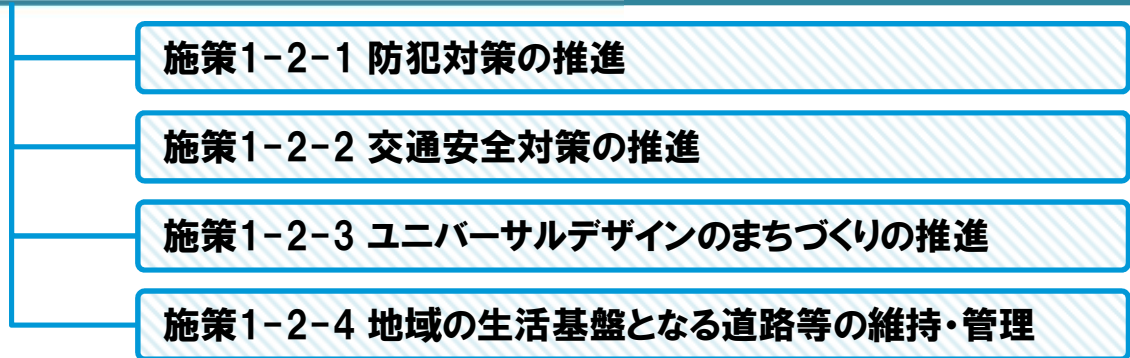 施策1-2-1 防犯対策の推進
施策1-2-2 交通安全対策の推進
施策1-2-3 ユニバーサルデザインのまちづくりの推進
施策1-2-4 地域の生活基盤となる道路等の維持・管理